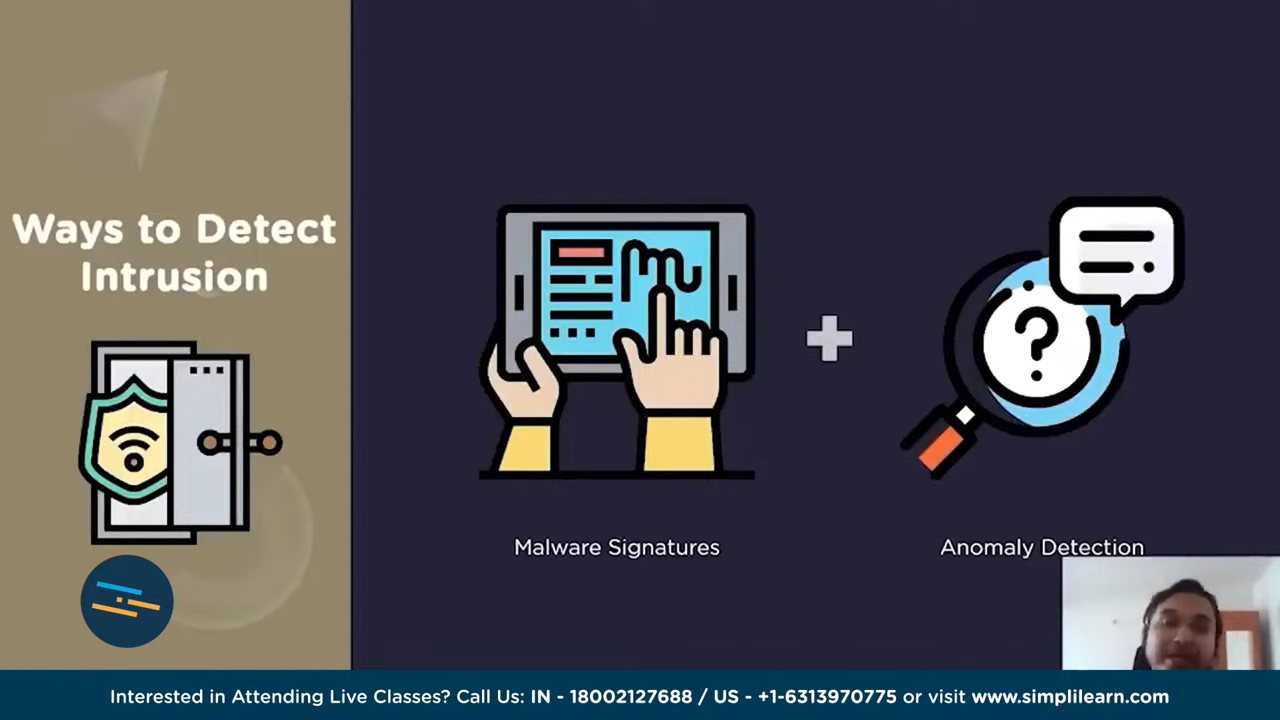 Ways to Detect
Intrusion
Malware Signatures
Anomaly Detection
Interested in Attending Live Classes? Call Us: IN - 18002127688 / US - +1-6313970775 or visit www.simplilearn.com